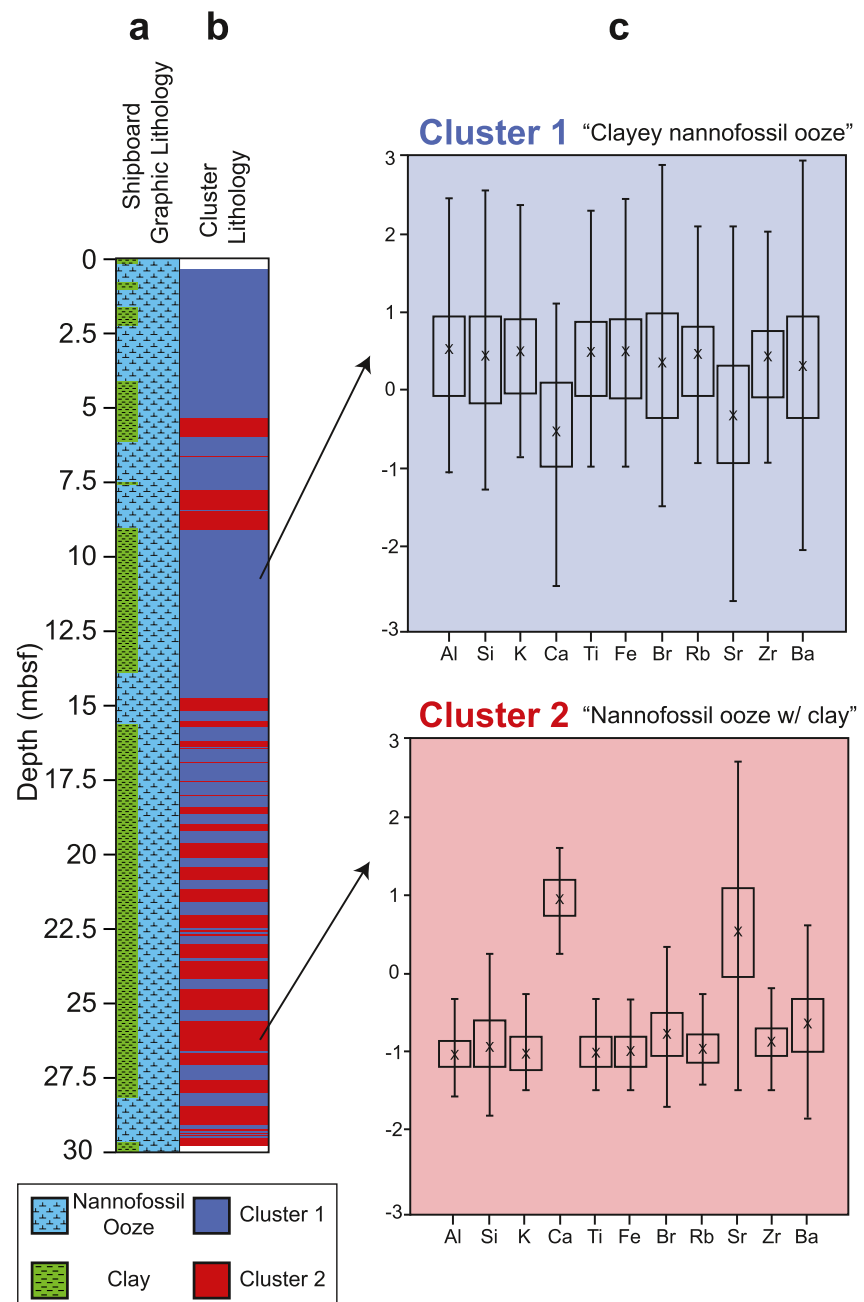 a
b
c
Shipboard
Graphic Lithology
Cluster
Lithology
Depth (mbsf)
0
2.5
5
7.5
10
12.5
15
17.5
20
22.5
25
27.5
30
Cluster 1 “Clayey nannofossil ooze”
3
2
1
0
-1
-2
-3
Al Si K Ca Ti Fe Br Rb Sr Zr Ba
Cluster 2 “Nannofossil ooze w/ clay”
3
2
1
0
-1
-2
-3
Al Si K Ca Ti Fe Br Rb Sr Zr Ba
Nannofossil
Ooze
Cluster 1
Clay
Cluster 2